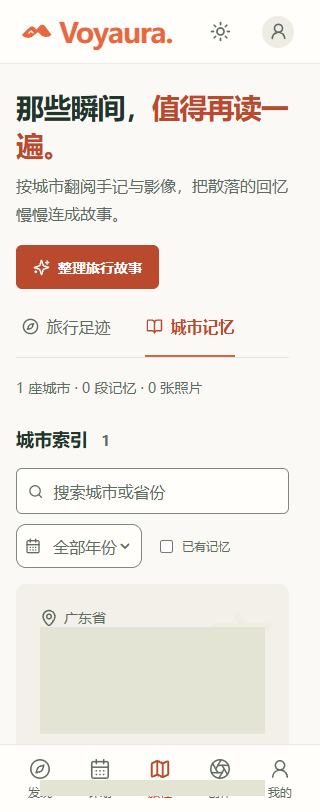 Voyaura.
那些瞬间，值得再读一
遍。
按城市翻阅手记与影像，把散落的回忆
慢慢连成故事。
整理旅行故事
旅行足迹
城市记忆
1 座城市 · 0 段记忆 · 0 张照片
城市索引 1
搜索城市或省份
全部年份
已有记忆
广东省
我的